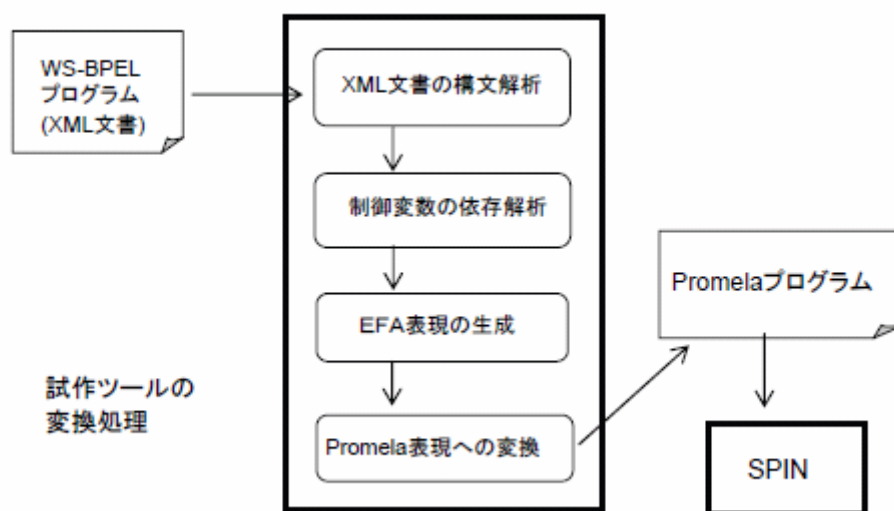 WS-BPEL
プログラム
(XML文書)
XML文書の構文解析
制御変数の依存解析
EFA表現の生成
Promela表現への変換
試作ツールの
変換処理
Promelaプログラム
SPIN